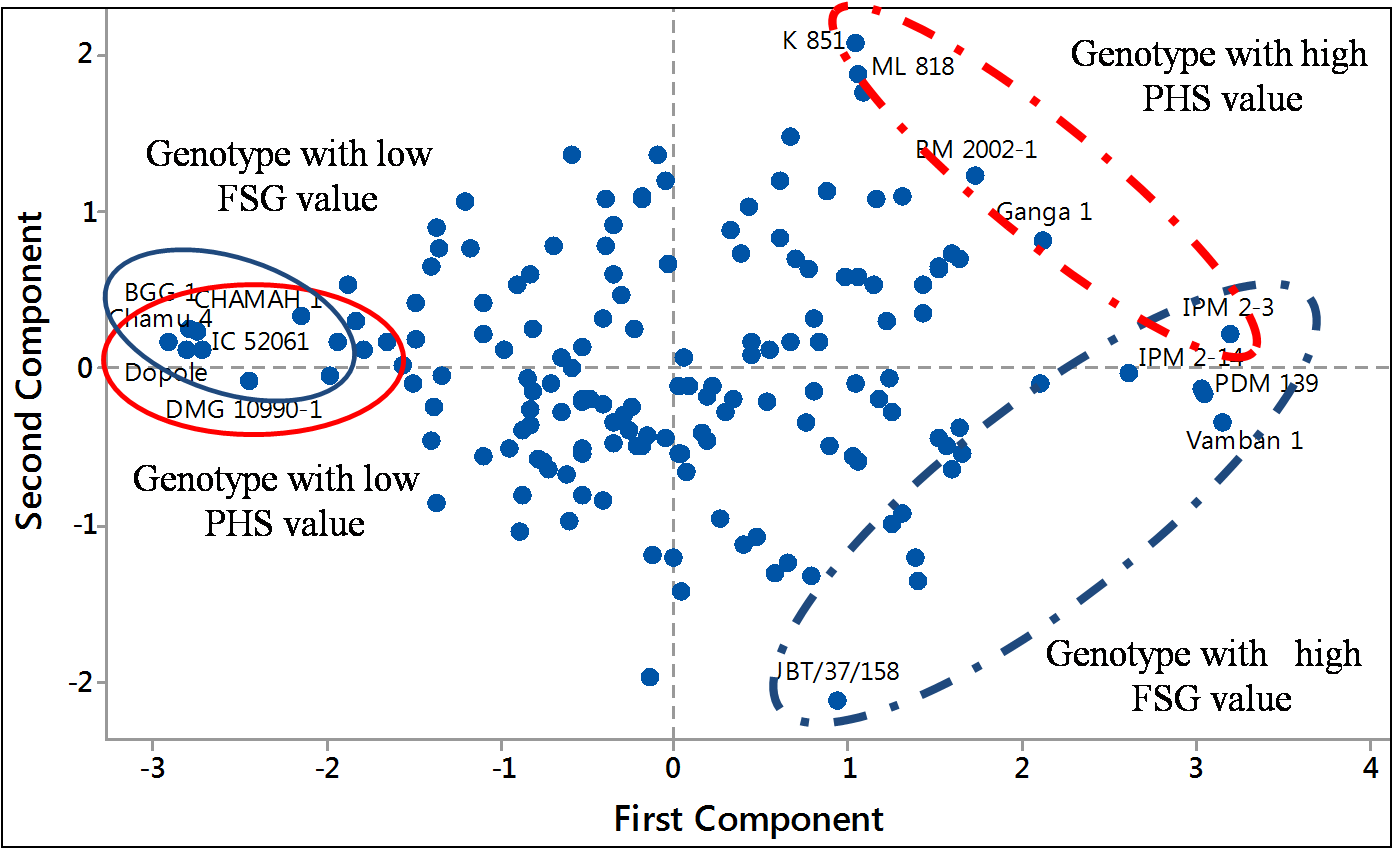 2
K 851
ML 818
Genotype with high
PHS value
Genotype with low
FSG value
BM 2002-1
1
Ganga 1
BGG 1
CHAMAH 1
Chamu 4
IC 52061
IPM 2-3
0
Dopole
IPM 2-14
PDM 139
DMG 10990-1
Vamban 1
Genotype with low
PHS value
-1
Genotype with high
FSG value
JBT/37/158
-2
Second Component
-3 -2 -1 0 1 2 3 4
First Component